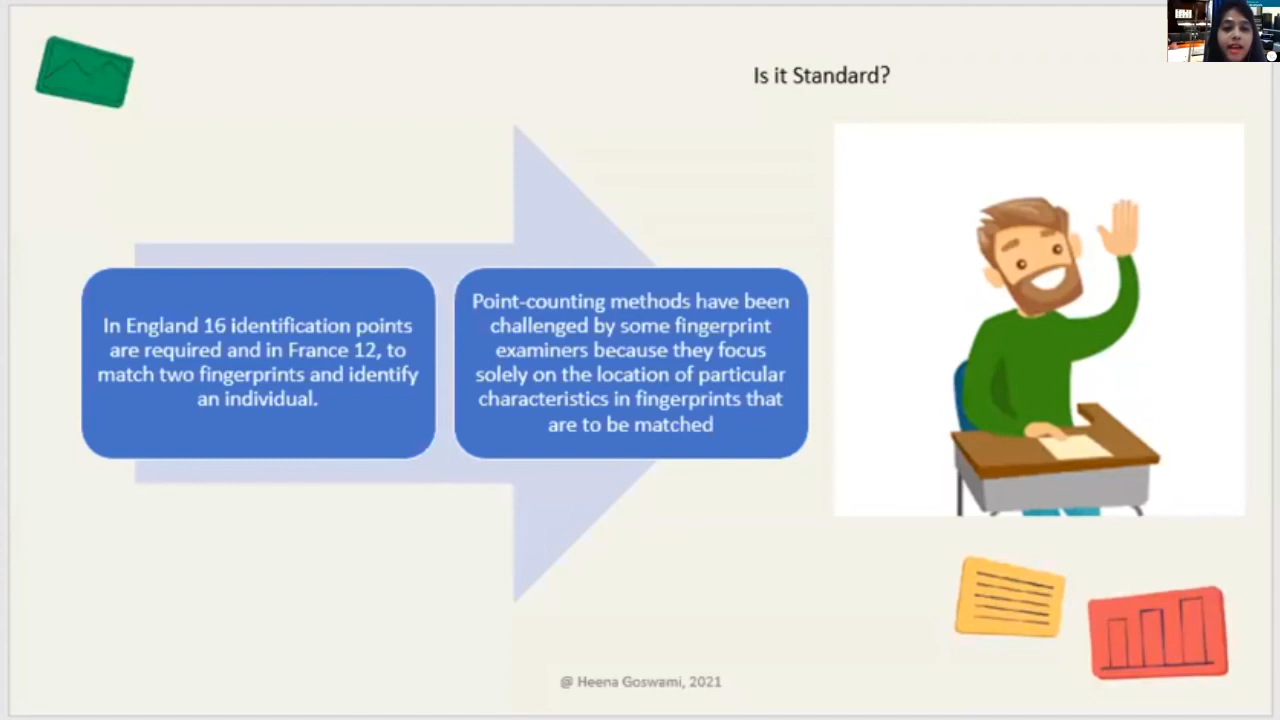 Is it Standard?
In England 16 identification points
are required and in France 12, to
match two fingerprints and identify
an individual.
Point-counting methods have been
challenged by some fingerprint
examiners because they focus
solely on the location of particular
characteristics in fingerprints that
are to be matched
@ Heena Goswami, 2021